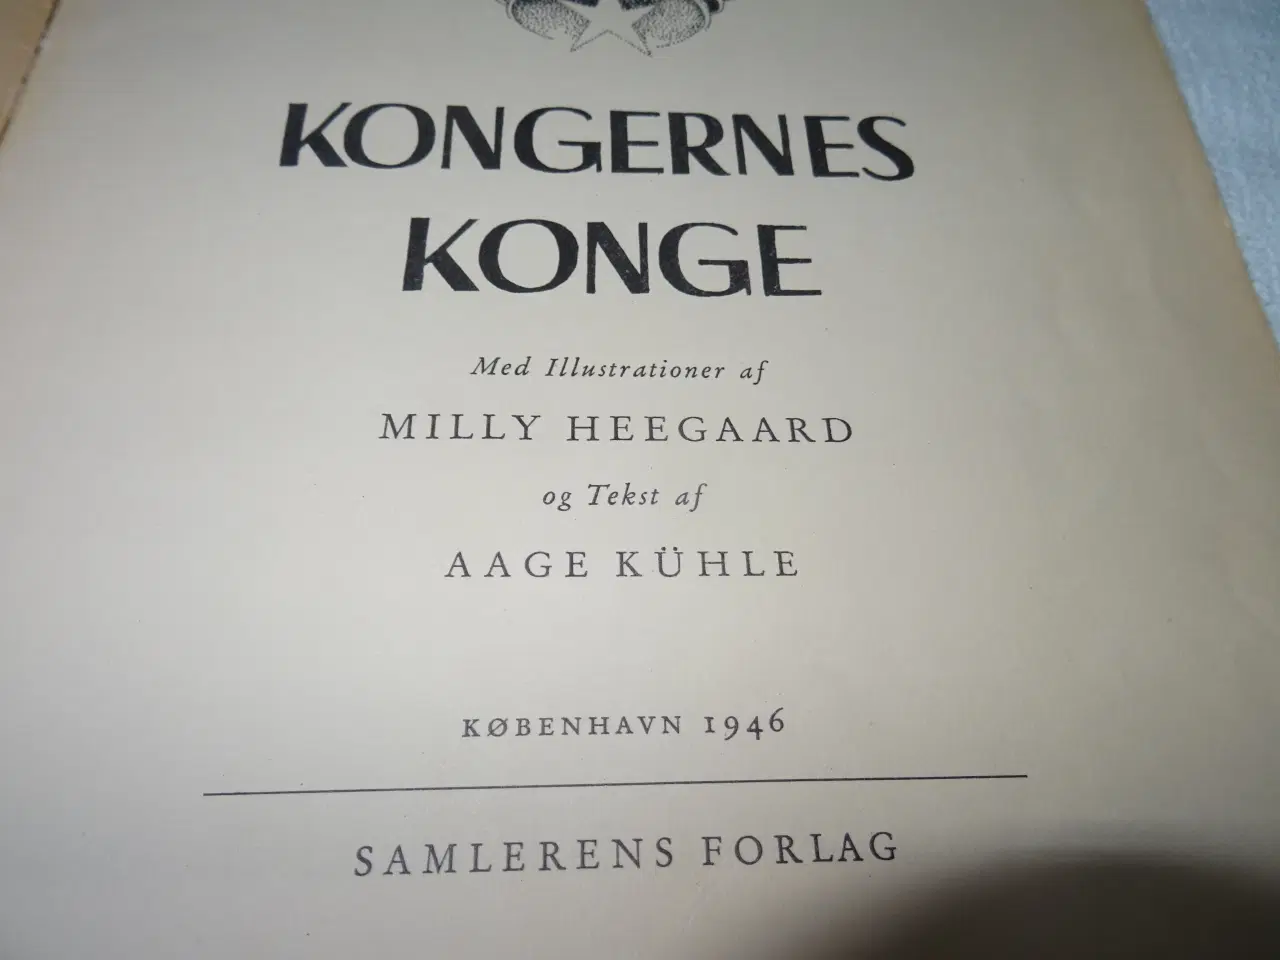 KONGERNES
KONGE
Med Illustrationer af
MILLY HEEGAARD
og Tekst af
AAGE KÜHLE
KØBENHAVN 1946
SAMLERENS FORLAG